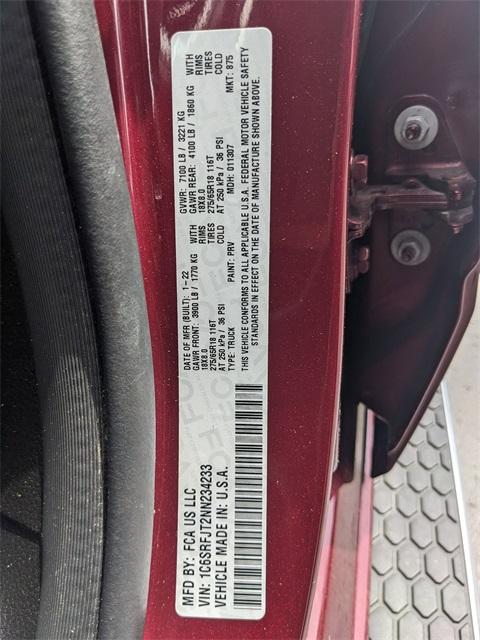 MFD BY: FCA US LLC
VIN: 1C6SRFJT2NN234233
VEHICLE MADE IN: U.S.A.
DATE OF MFR (BUILT): 1-22
GVWR: 7100 LB / 3221 KG
GAWR FRONT: 3900 LB / 1770 KG WITH
18X8.0 RIMS
275/65R18 116T TIRES
AT 250 kPa / 36 PSI COLD
GAWR REAR: 4100 LB / 1860 KG WITH
18X8.0 RIMS
275/65R18 116T TIRES
AT 250 kPa / 36 PSI COLD
TYPE: TRUCK PAINT: PRV MDH: 011307 MKT: 875
THIS VEHICLE CONFORMS TO ALL APPLICABLE U.S.A. FEDERAL MOTOR VEHICLE SAFETY
STANDARDS IN EFFECT ON THE DATE OF MANUFACTURE SHOWN ABOVE.